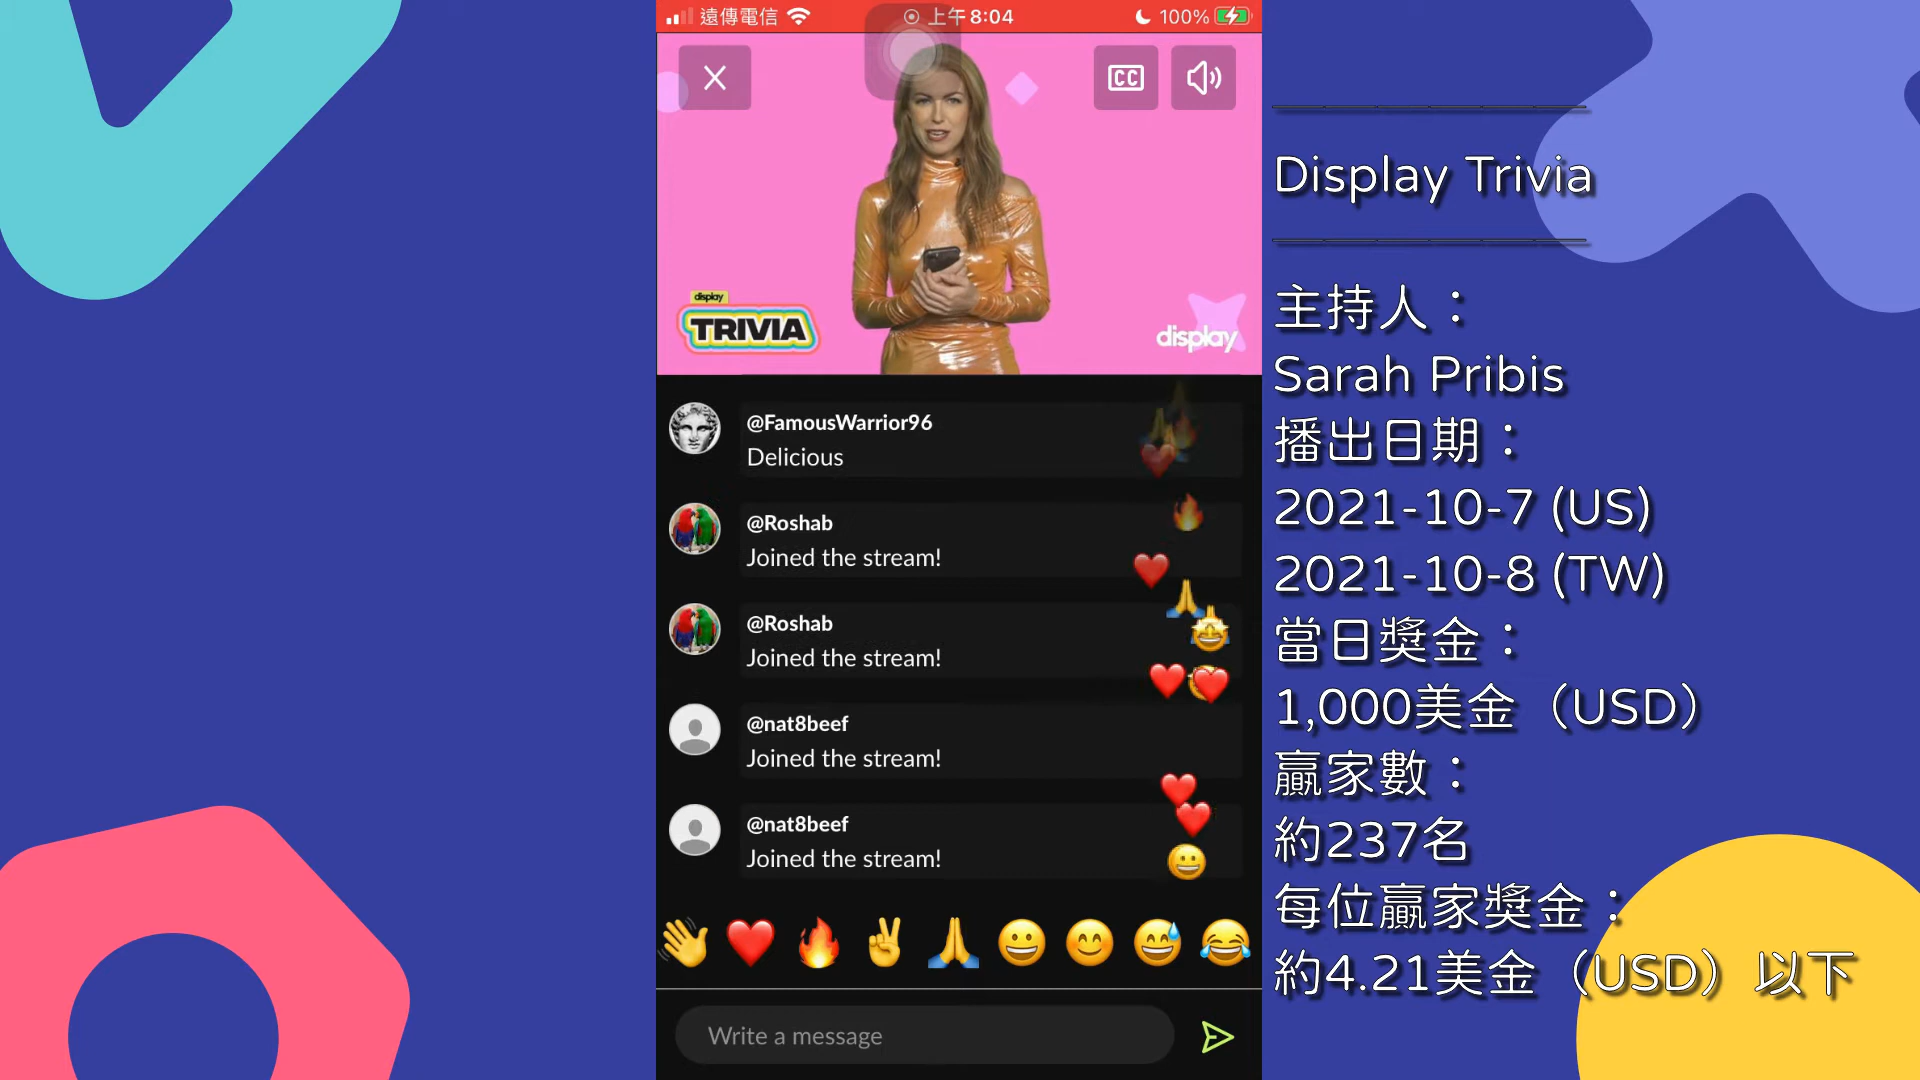 遠傳電信
上午8:04
100%
CC
display
TRIVIA
display
@FamousWarrior96
Delicious
@Roshab
Joined the stream!
@Roshab
Joined the stream!
@nat8beef
Joined the stream!
@nat8beef
Joined the stream!
Write a message
Display Trivia
主持人：
Sarah Pribis
播出日期：
2021-10-7 (US)
2021-10-8 (TW)
當日獎金：
1,000美金（USD）
贏家數：
約237名
每位贏家獎金：
約4.21美金（USD）以下